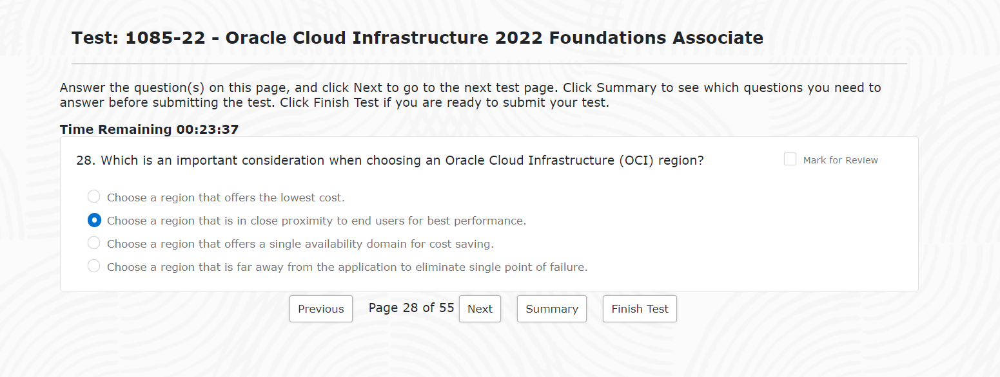 Test: 1085-22 - Oracle Cloud Infrastructure 2022 Foundations Associate
Answer the question(s) on this page, and click Next to go to the next test page. Click Summary to see which questions you need to
answer before submitting the test. Click Finish Test if you are ready to submit your test.
Time Remaining 00:23:37
28. Which is an important consideration when choosing an Oracle Cloud Infrastructure (OCI) region? Mark for Review
Choose a region that offers the lowest cost.
Choose a region that is in close proximity to end users for best performance.
Choose a region that offers a single availability domain for cost saving.
Choose a region that is far away from the application to eliminate single point of failure.
Previous Page 28 of 55 Next Summary Finish Test